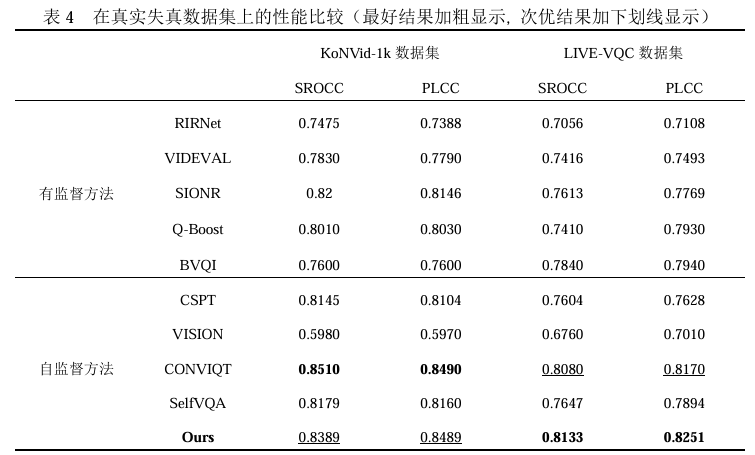 表 4 在真实失真数据集上的性能比较（最好结果加粗显示, 次优结果加下划线显示）
KoNVid-1k 数据集 LIVE-VQC 数据集
SROCC PLCC SROCC PLCC
RIRNet 0.7475 0.7388 0.7056 0.7108
VIDEVAL 0.7830 0.7790 0.7416 0.7493
有监督方法 SIONR 0.82 0.8146 0.7613 0.7769
Q-Boost 0.8010 0.8030 0.7410 0.7930
BVQI 0.7600 0.7600 0.7840 0.7940
CSPT 0.8145 0.8104 0.7604 0.7628
VISION 0.5980 0.5970 0.6760 0.7010
自监督方法 CONVIQT 0.8510 0.8490 0.8080 0.8170
SelfVQA 0.8179 0.8160 0.7647 0.7894
Ours 0.8389 0.8489 0.8133 0.8251